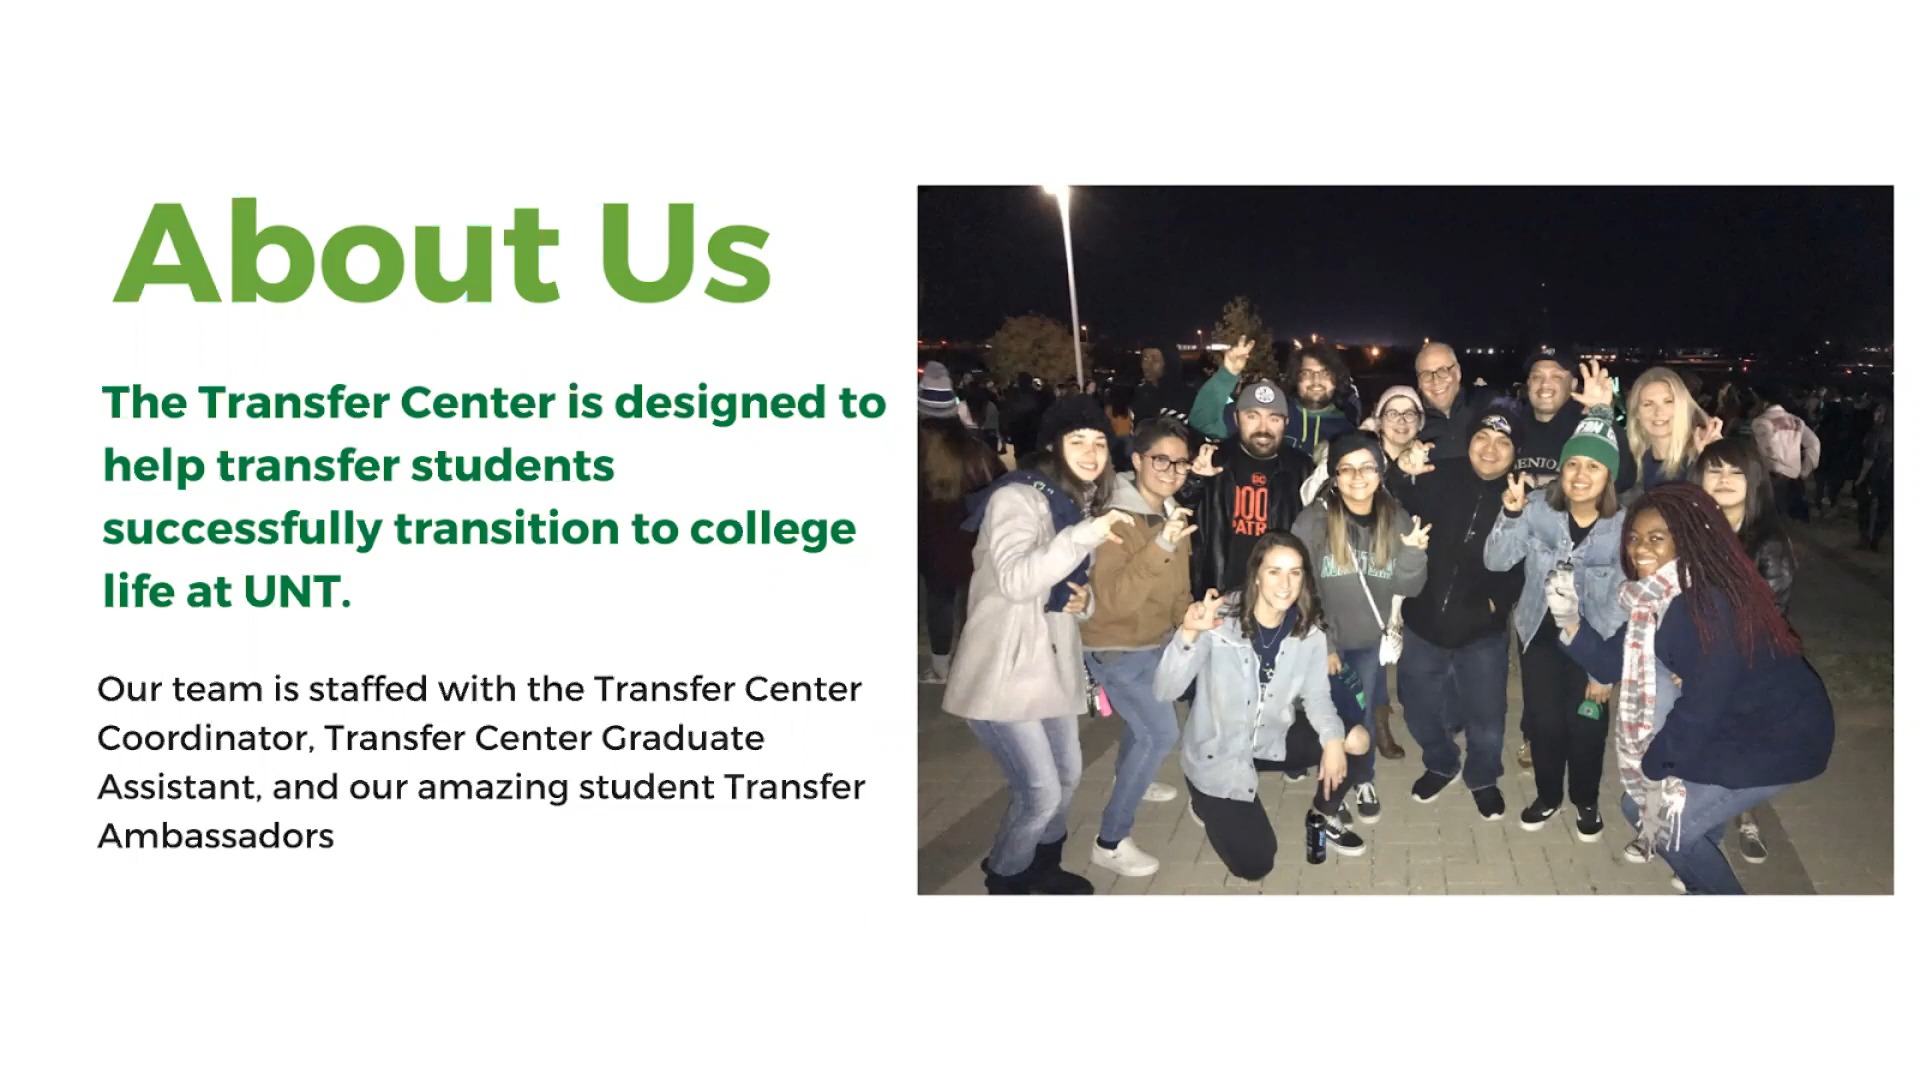 About Us
The Transfer Center is designed to
help transfer students
successfully transition to college
life at UNT.
Our team is staffed with the Transfer Center
Coordinator, Transfer Center Graduate
Assistant, and our amazing student Transfer
Ambassadors
DC